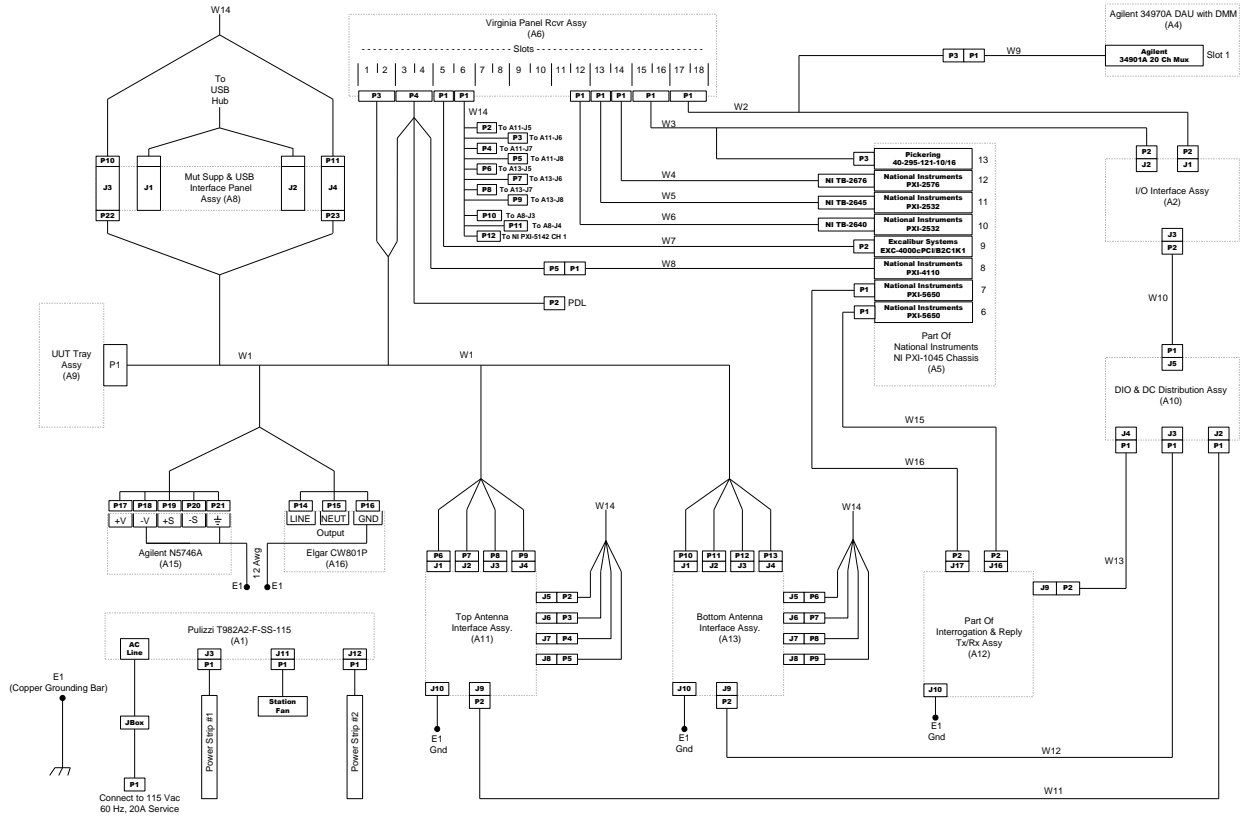 W14
Virginia Panel Rcvr Assy
(A6)
Slots
1 2 3 4 5 6 7 8 9 10 11 12 13 14 15 16 17 18
P3 P4 P1 P1 P1 P1 P1 P1 P1
Agilent 34970A DAU with DMM
(A4)
P3 P1 W9
Agilent
34901A 20 Ch Mux
Slot 1
To
USB
Hub
W14
P2 To A11-J5
P3 To A11-J6
P4 To A11-J7
P5 To A11-J8
P6 To A13-J5
P7 To A13-J6
P8 To A13-J7
P9 To A13-J8
P10 To A8-J3
P11 To A8-J4
P12 To NI PXI-5142 CH 1
W2
W3
P10 P11
J3 J1 J2 J4
Mut Supp & USB
Interface Panel
Assy (A8)
P22 P23
P3
Pickering
40-295-121-10/16
13
W4
NI TB-2676
National Instruments
PXI-2576
12
W5
NI TB-2645
National Instruments
PXI-2532
11
W6
NI TB-2640
National Instruments
PXI-2532
10
W7
P2
Excalibur Systems
EXC-4000cPCI/B2C1K1
9
P5 P1 W8
National Instruments
PXI-4110
8
P2 PDL
P1
National Instruments
PXI-5650
7
P1
National Instruments
PXI-5650
6
Part Of
National Instruments
NI PXI-1045 Chassis
(A5)
P2 P2
J2 J1
I/O Interface Assy
(A2)
J3
P2
W10
P1
J5
DIO & DC Distribution Assy
(A10)
J4 J3 J2
P1 P1 P1
UUT Tray
Assy
(A9)
P1
W1
W1
W15
W16
P17 P18 P19 P20 P21
+V -V +S -S
Agilent N5746A
(A15)
P14 P15 P16
LINE NEUT GND
Output
Elgar CW801P
(A16)
12 Awg
E1 E1
P6 P7 P8 P9
J1 J2 J3 J4
W14
J5 P2
J6 P3
J7 P4
J8 P5
Top Antenna
Interface Assy.
(A11)
J10
J9
P2
E1
Gnd
P10 P11 P12 P13
J1 J2 J3 J4
W14
J5 P6
J6 P7
J7 P8
J8 P9
Bottom Antenna
Interface Assy.
(A13)
J10
J9
P2
E1
Gnd
P2 P2
J17 J16
J9 P2
W13
Part Of
Interrogation & Reply
Tx/Rx Assy
(A12)
J10
E1
Gnd
W12
W11
Pulizzi T982A2-F-SS-115
(A1)
AC
Line
J3 J11 J12
P1 P1 P1
Station
Fan
Power Strip #1
Power Strip #2
E1
(Copper Grounding Bar)
JBox
P1
Connect to 115 Vac
60 Hz, 20A Service